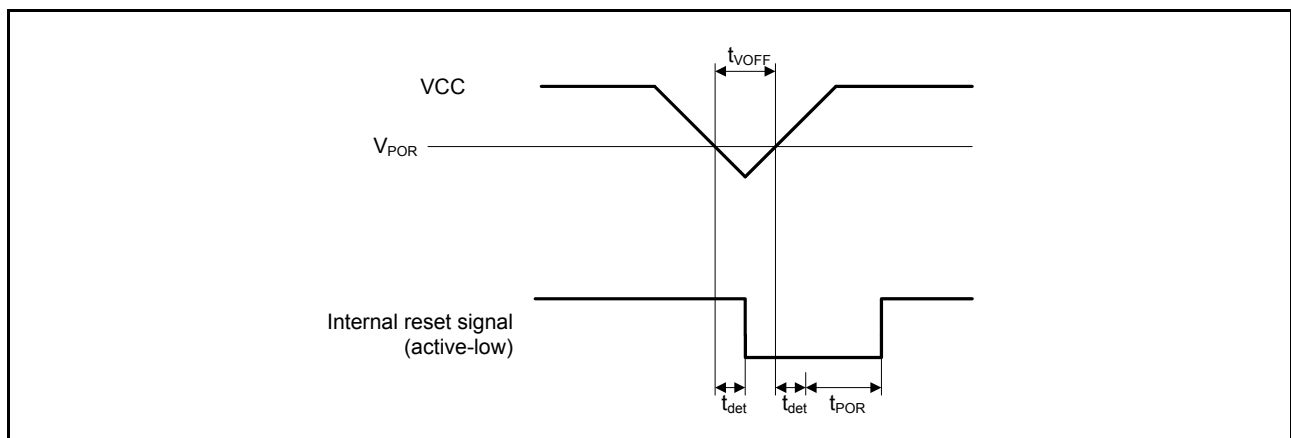 tVOFF
VCC
VPOR
Internal reset signal
(active-low)
tdet
tdet
tPOR